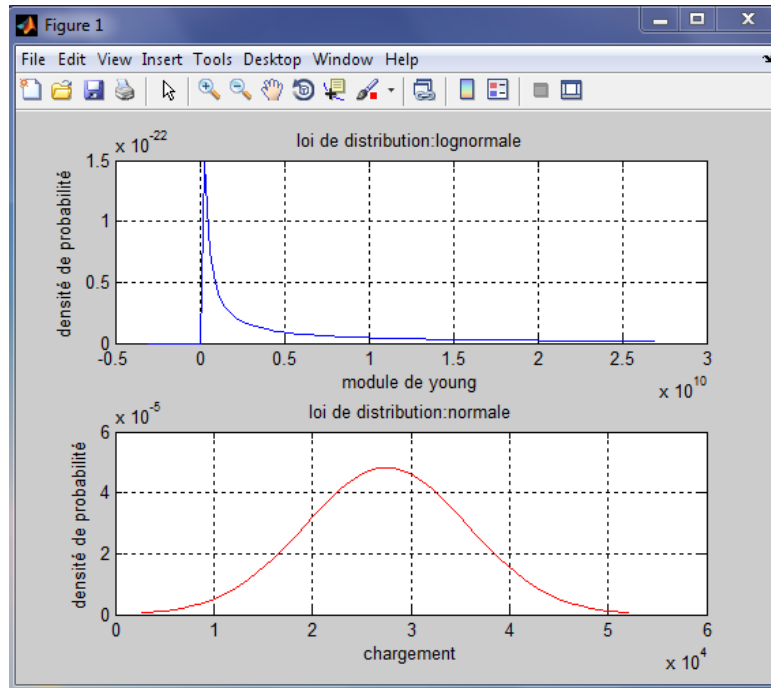 Figure 1
File Edit View Insert Tools Desktop Window Help
x 10^-22
loi de distribution:lognormale
densité de probabilité
1.5
1
0.5
0
-0.5 0 0.5 1 1.5 2 2.5 3
module de young
x 10^10
x 10^-5
loi de distribution:normale
densité de probabilité
6
4
2
0
0 1 2 3 4 5 6
chargement
x 10^4